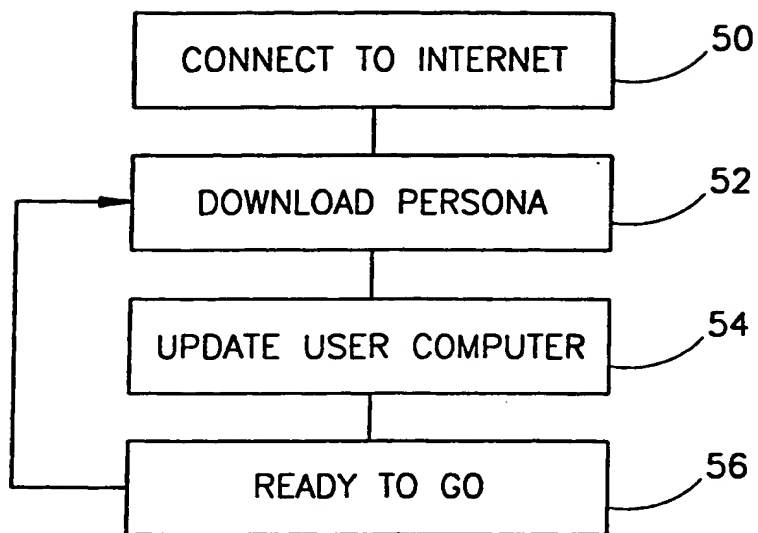 CONNECT TO INTERNET
50
DOWNLOAD PERSONA
52
UPDATE USER COMPUTER
54
READY TO GO
56